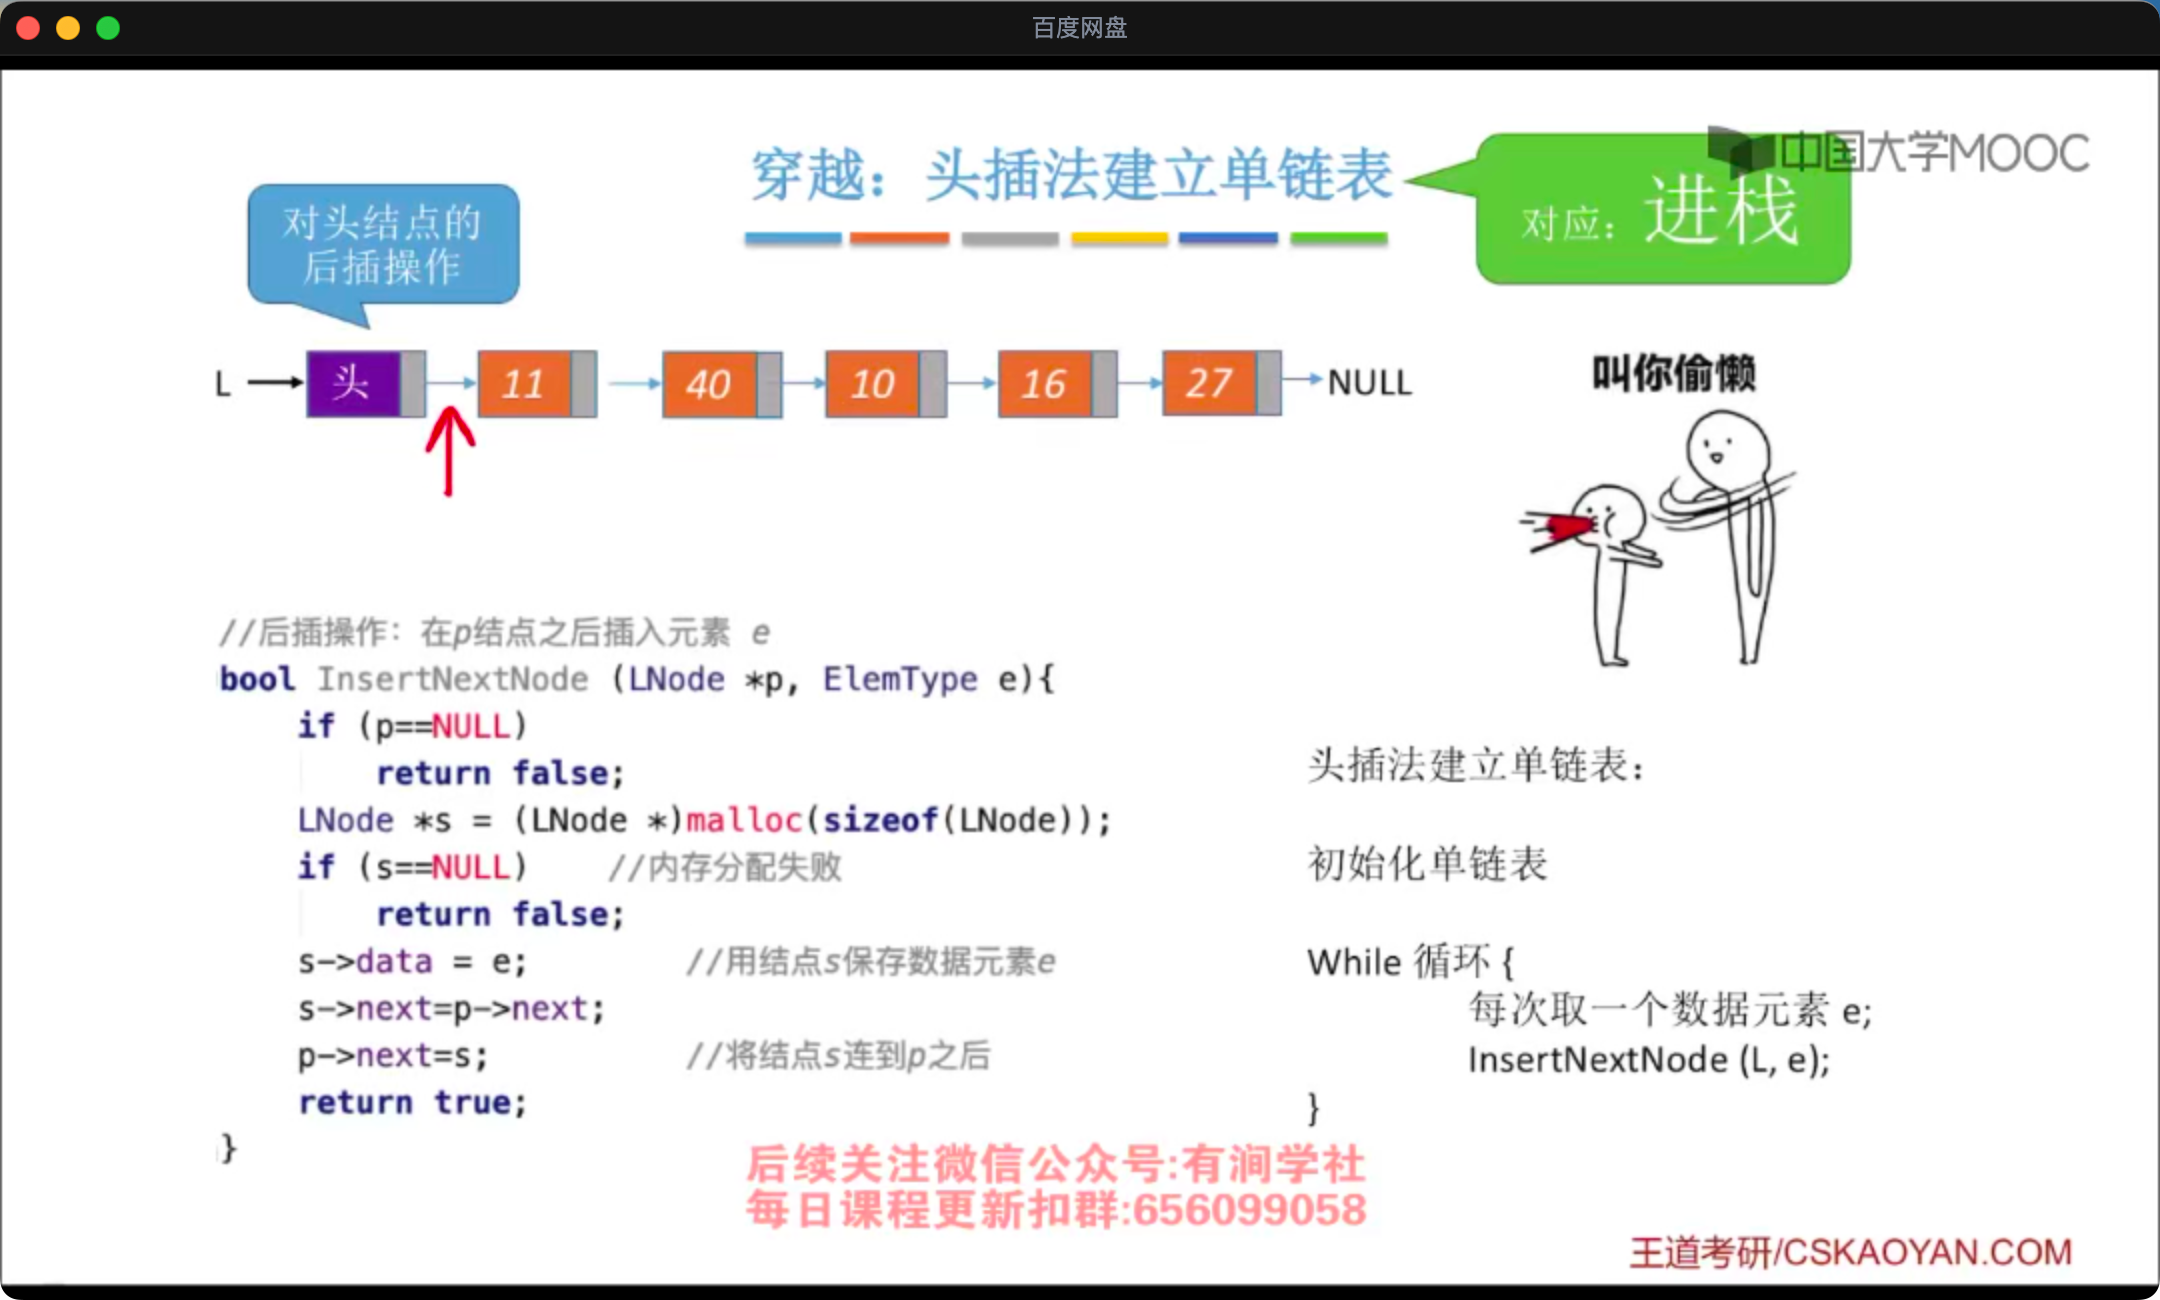 百度网盘
中国大学MOOC
穿越：头插法建立单链表
对应：进栈
对头结点的
后插操作
L 头 11 40 10 16 27 NULL
叫你偷懒
//后插操作：在p结点之后插入元素 e
bool InsertNextNode (LNode *p, ElemType e){
if (p==NULL)
return false;
LNode *s = (LNode *)malloc(sizeof(LNode));
if (s==NULL) //内存分配失败
return false;
s->data = e; //用结点s保存数据元素e
s->next=p->next;
p->next=s; //将结点s连到p之后
return true;
}
头插法建立单链表：
初始化单链表
While 循环 {
每次取一个数据元素 e;
InsertNextNode (L, e);
}
后续关注微信公众号:有涧学社
每日课程更新扣群:656099058
王道考研/CSKAOYAN.COM